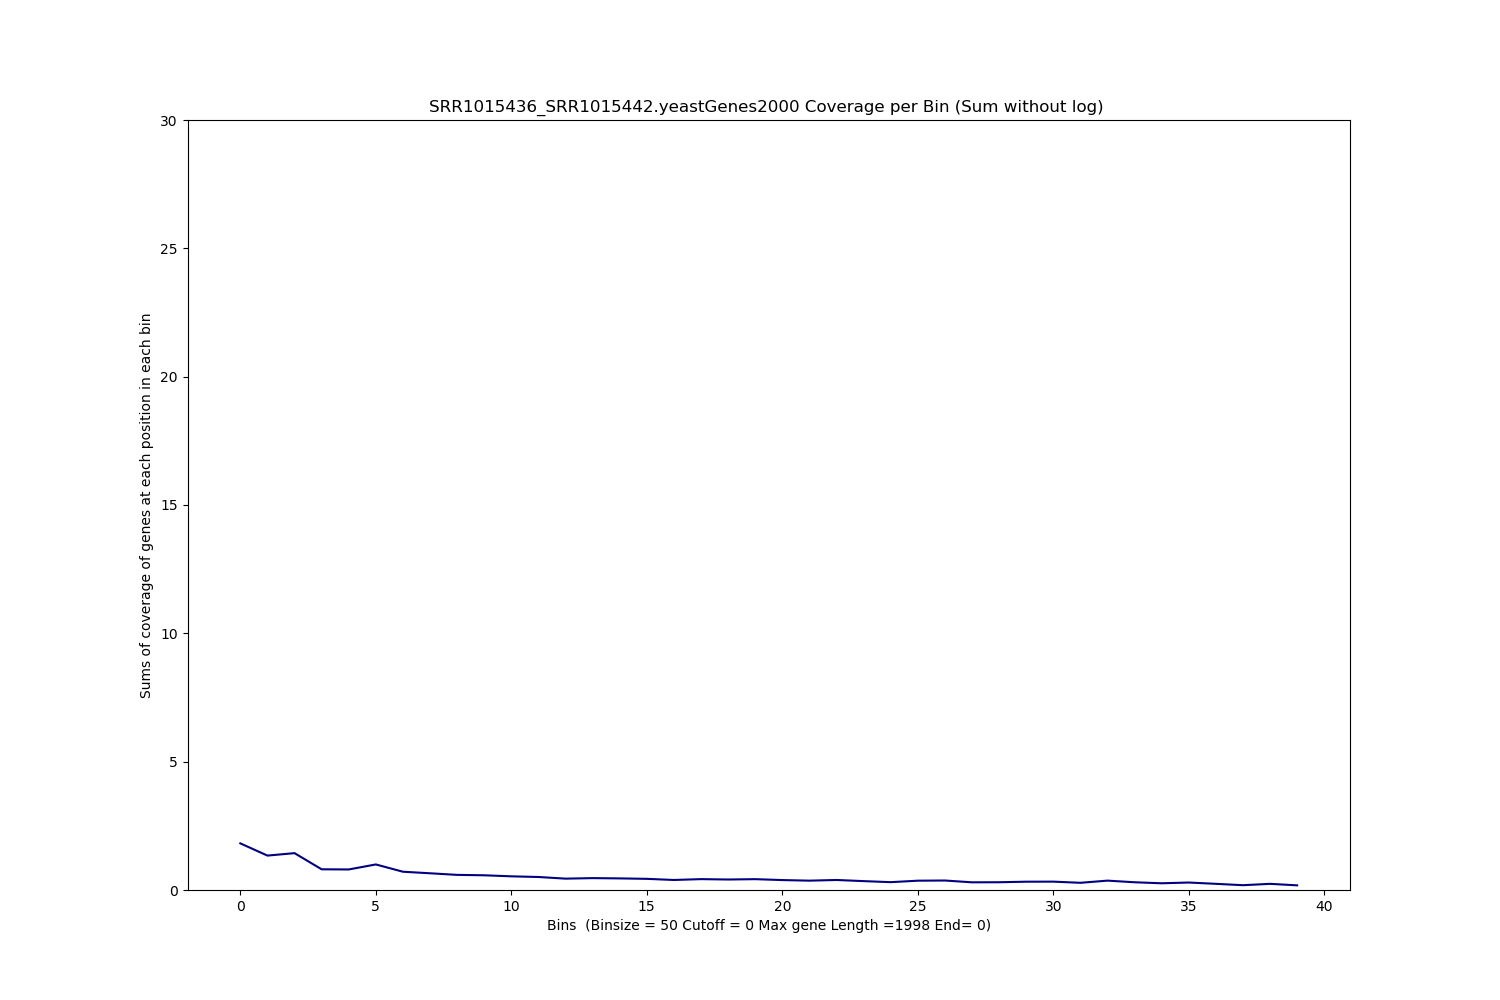 SRR1015436_SRR1015442.yeastGenes2000 Coverage per Bin (Sum without log)
30
25
20
15
10
5
0
Sums of coverage of genes at each position in each bin
0 5 10 15 20 25 30 35 40
Bins  (Binsize = 50 Cutoff = 0 Max gene Length =1998 End= 0)